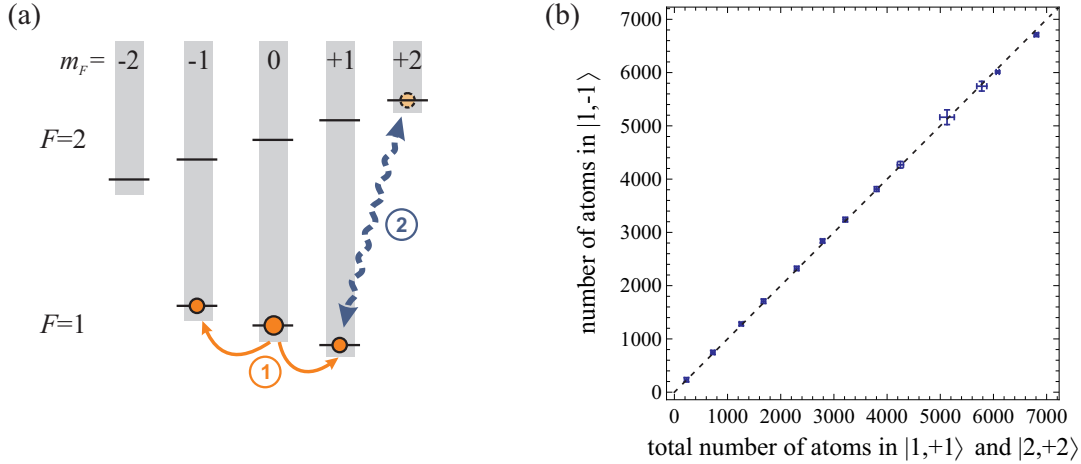 (a)
m_F= -2 -1 0 +1 +2
F=2
F=1
1
2
(b)
number of atoms in |1,-1⟩
7000
6000
5000
4000
3000
2000
1000
0
0 1000 2000 3000 4000 5000 6000 7000
total number of atoms in |1,+1⟩ and |2,+2⟩